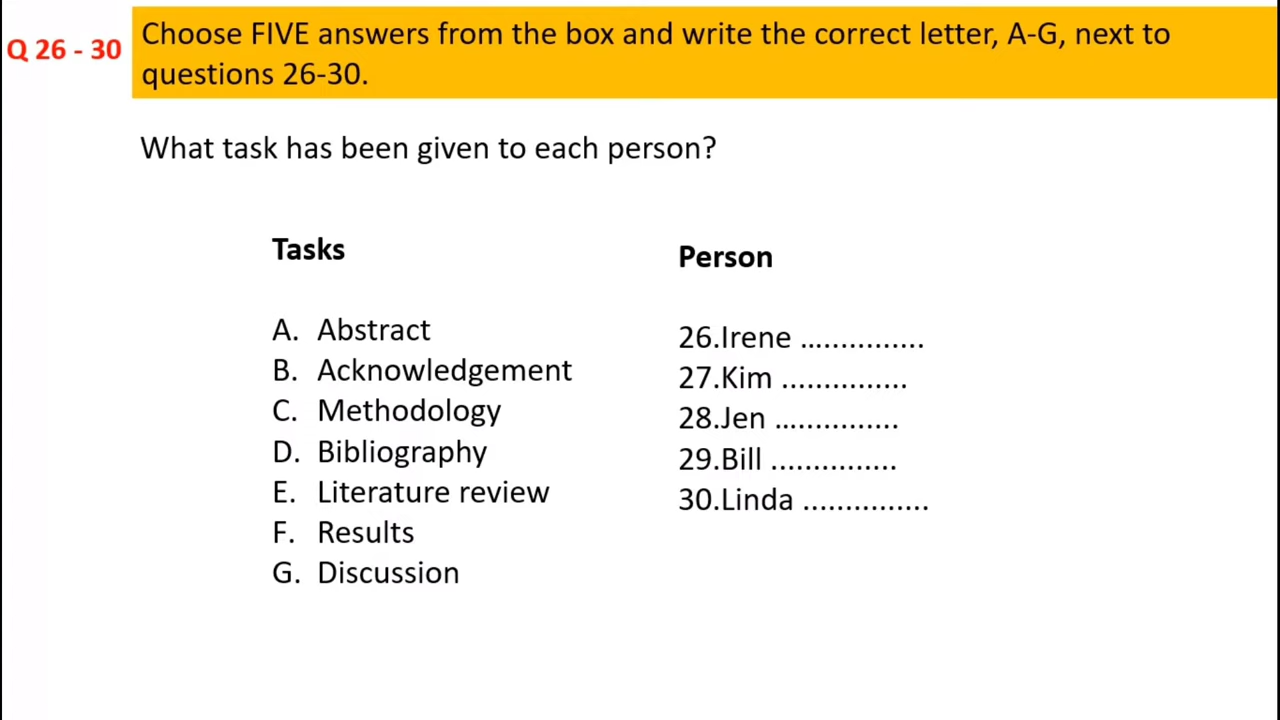 Q 26 - 30
Choose FIVE answers from the box and write the correct letter, A-G, next to
questions 26-30.
What task has been given to each person?
Tasks
A. Abstract
B. Acknowledgement
C. Methodology
D. Bibliography
E. Literature review
F. Results
G. Discussion
Person
26.Irene ...............
27.Kim ...............
28.Jen ...............
29.Bill ...............
30.Linda ...............